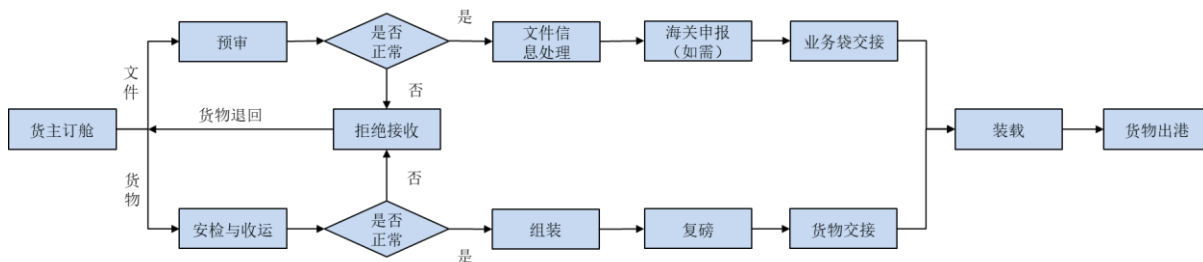 预审
是否
正常
是
文件信
息处理
海关申报
（如需）
业务袋交接
文
件
否
货主订舱
货物退回
拒绝接收
装载
货物出港
货
物
否
安检与收运
是否
正常
是
组装
复磅
货物交接